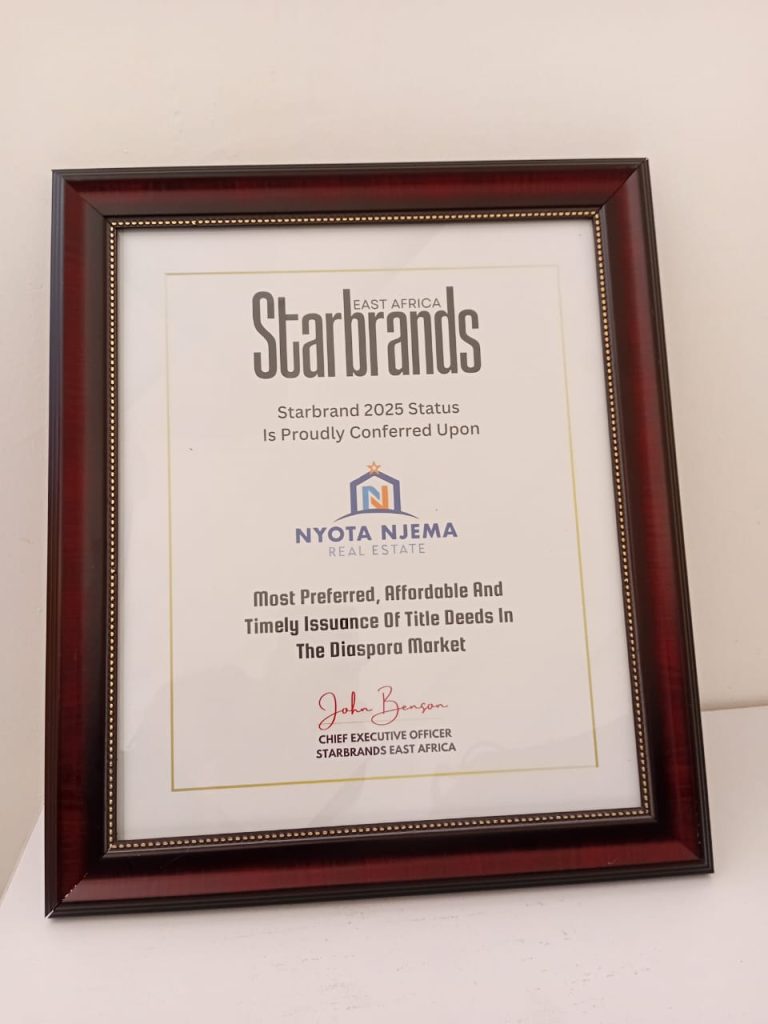 EAST AFRICA
Starbrands
Starbrand 2025 Status
Is Proudly Conferred Upon
N
NYOTA NJEMA
REAL ESTATE
Most Preferred, Affordable And
Timely Issuance Of Title Deeds In
The Diaspora Market
John Benson
CHIEF EXECUTIVE OFFICER
STARBRANDS EAST AFRICA